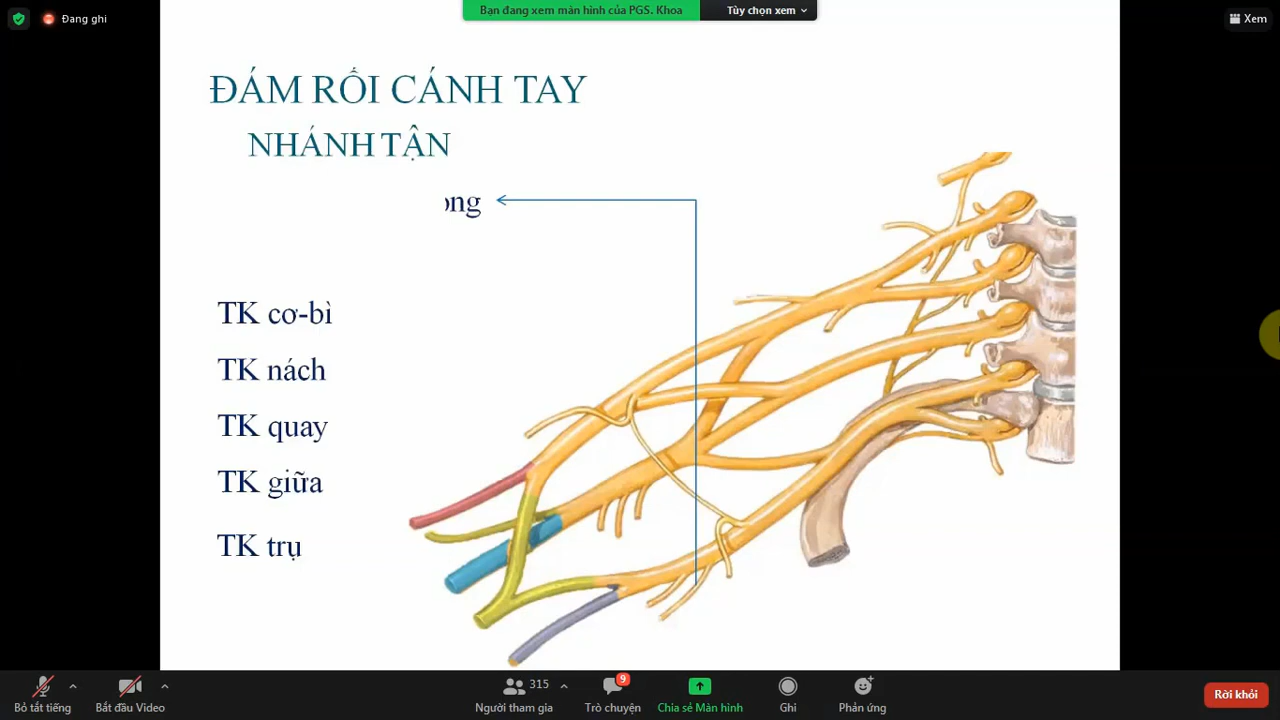 Đang ghi
Bạn đang xem màn hình của PGS. Khoa
Tùy chọn xem
Xem
ĐÁM RỐI CÁNH TAY
NHÁNH TẬN
TK cơ-bì
TK nách
TK quay
TK giữa
TK trụ
Bỏ tắt tiếng
Bắt đầu Video
315
Người tham gia
9
Trò chuyện
Chia sẻ Màn hình
Ghi
Phản ứng
Rời khỏi